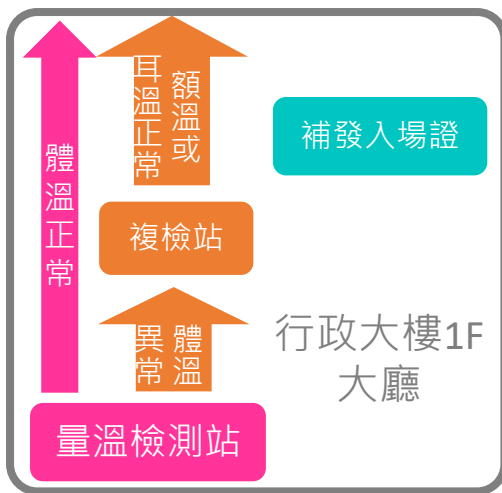 額溫或
耳溫正常
補發入場證
體溫正常
複檢站
體溫
異常
行政大樓1F
大廳
量溫檢測站